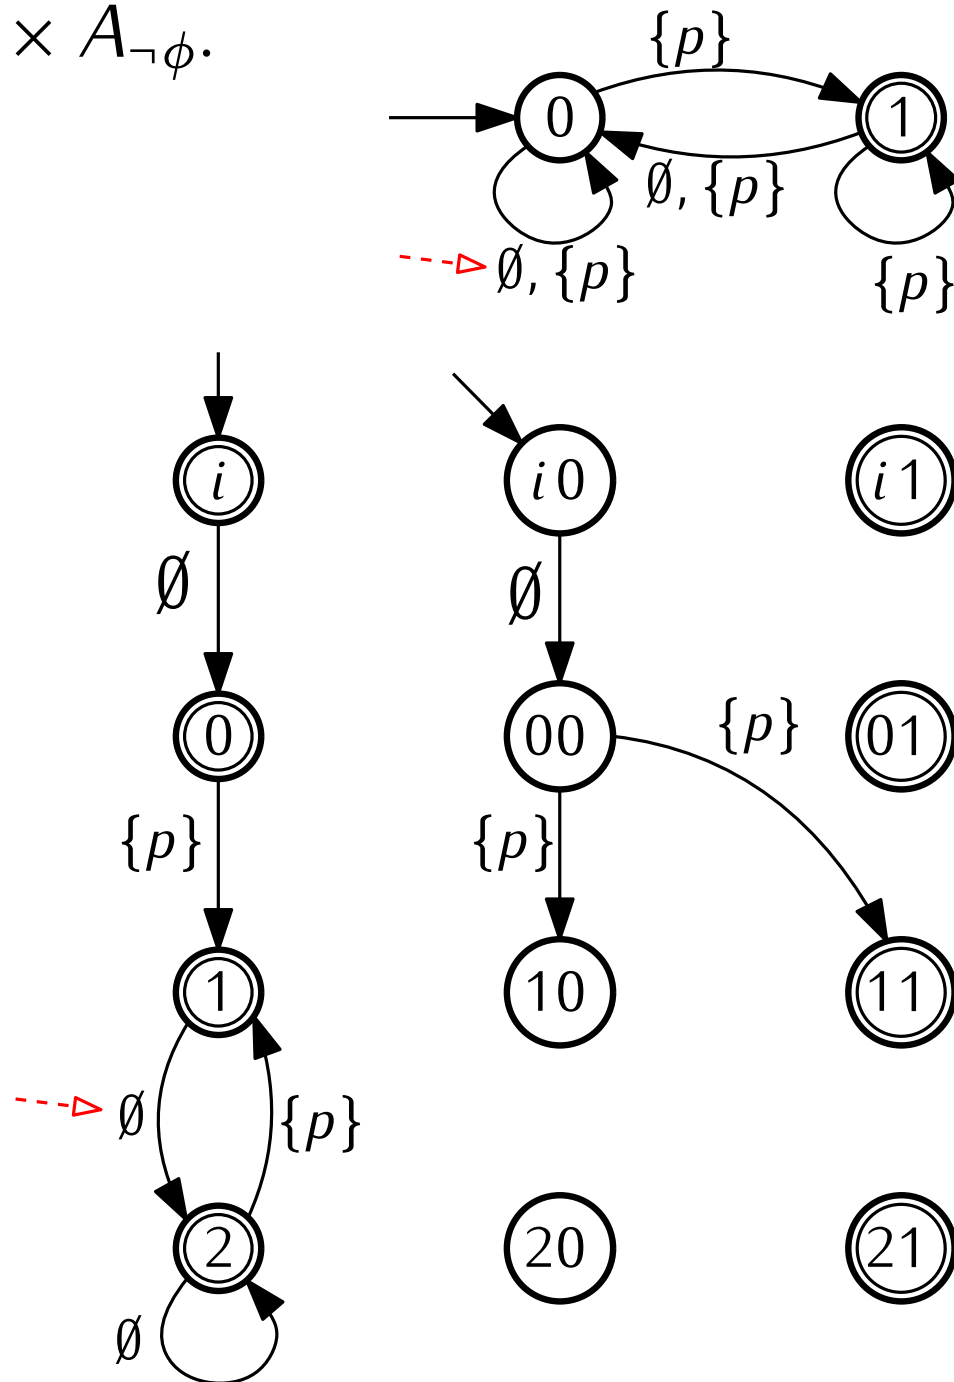 × A¬ϕ.
{p}
0
1
∅, {p}
∅, {p}
{p}
i
i0
i1
∅
∅
0
00
{p}
01
{p}
{p}
1
10
11
∅
{p}
2
20
21
∅